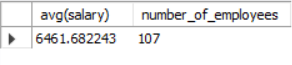 avg(salary) number_of_employees
6461.682243 107